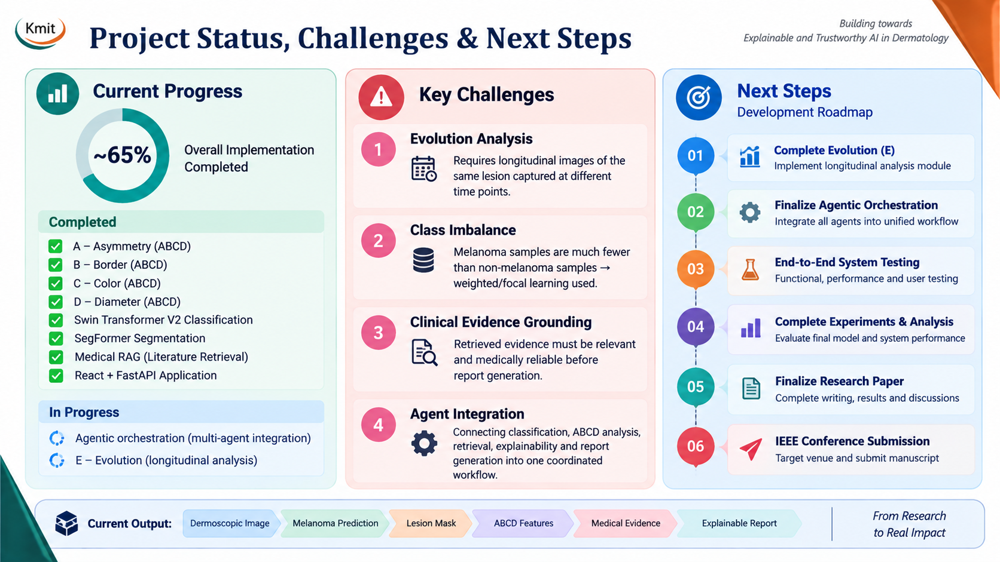 Kmit
Project Status, Challenges & Next Steps
Building towards
Explainable and Trustworthy AI in Dermatology
Current Progress
~65%
Overall Implementation
Completed
Completed
A – Asymmetry (ABCD)
B – Border (ABCD)
C – Color (ABCD)
D – Diameter (ABCD)
Swin Transformer V2 Classification
SegFormer Segmentation
Medical RAG (Literature Retrieval)
React + FastAPI Application
In Progress
Agentic orchestration (multi-agent integration)
E – Evolution (longitudinal analysis)
Key Challenges
1
Evolution Analysis
Requires longitudinal images of the
same lesion captured at different
time points.
2
Class Imbalance
Melanoma samples are much fewer
than non-melanoma samples →
weighted/focal learning used.
3
Clinical Evidence Grounding
Retrieved evidence must be relevant
and medically reliable before
report generation.
4
Agent Integration
Connecting classification, ABCD analysis,
retrieval, explainability and report
generation into one coordinated
workflow.
Next Steps
Development Roadmap
01
Complete Evolution (E)
Implement longitudinal analysis module
02
Finalize Agentic Orchestration
Integrate all agents into unified workflow
03
End-to-End System Testing
Functional, performance and user testing
04
Complete Experiments & Analysis
Evaluate final model and system performance
05
Finalize Research Paper
Complete writing, results and discussions
06
IEEE Conference Submission
Target venue and submit manuscript
Current Output:
Dermoscopic Image
Melanoma Prediction
Lesion Mask
ABCD Features
Medical Evidence
Explainable Report
From Research
to Real Impact